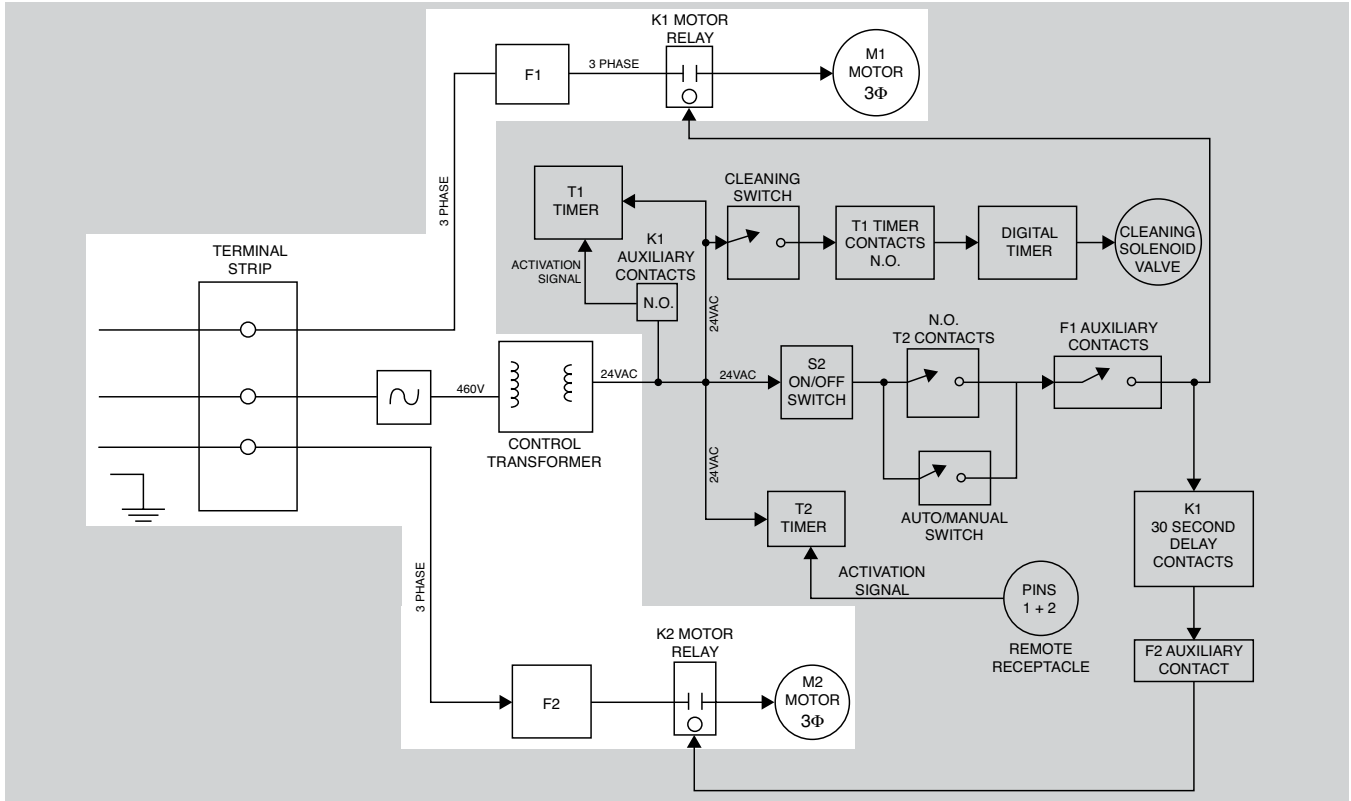 K1 MOTOR
RELAY
F1
3 PHASE
M1
MOTOR
3Φ
3 PHASE
T1
TIMER
CLEANING
SWITCH
K1
AUXILIARY
CONTACTS
N.O.
ACTIVATION
SIGNAL
T1 TIMER
CONTACTS
N.O.
DIGITAL
TIMER
CLEANING
SOLENOID
VALVE
TERMINAL
STRIP
24VAC
N.O.
T2 CONTACTS
F1 AUXILIARY
CONTACTS
460V
24VAC
24VAC
S2
ON/OFF
SWITCH
CONTROL
TRANSFORMER
24VAC
T2
TIMER
AUTO/MANUAL
SWITCH
K1
30 SECOND
DELAY
CONTACTS
ACTIVATION
SIGNAL
PINS
1 + 2
REMOTE
RECEPTACLE
3 PHASE
K2 MOTOR
RELAY
F2 AUXILIARY
CONTACT
F2
M2
MOTOR
3Φ